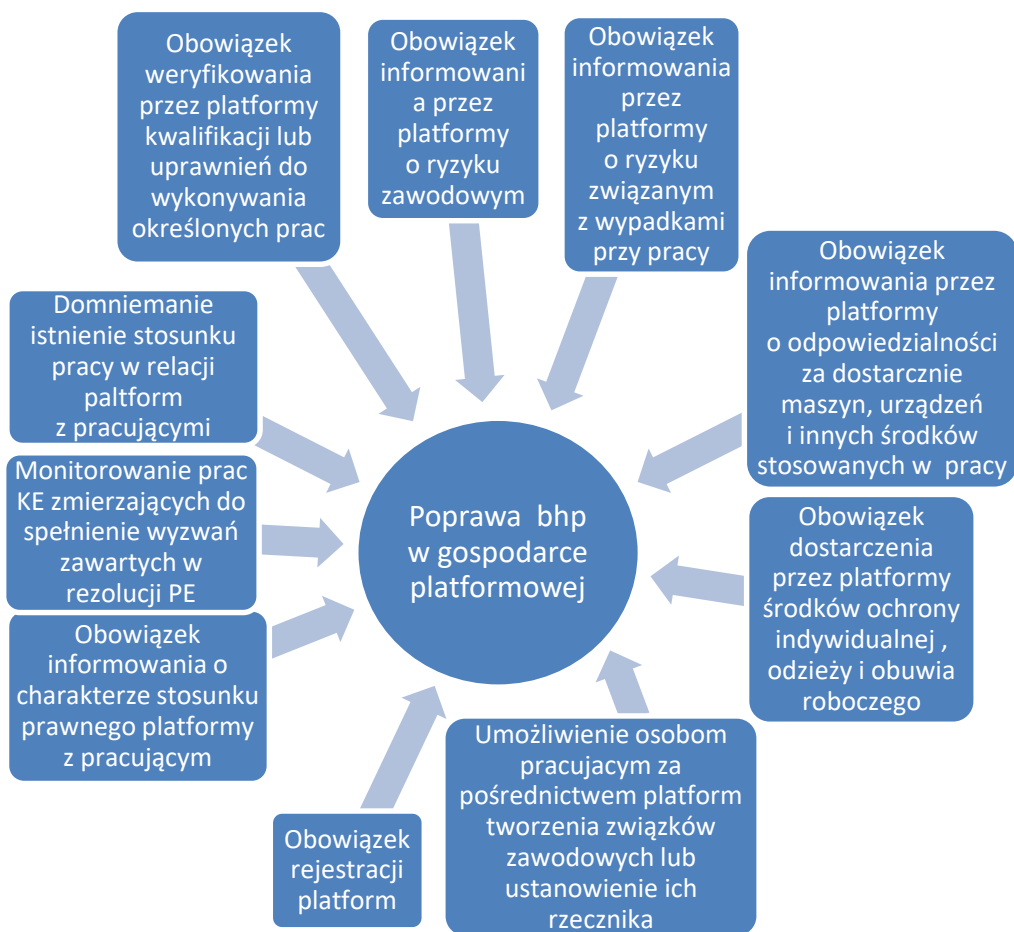 Obowiązek
weryfikowania
przez platformy
kwalifikacji lub
uprawnień do
wykonywania
określonych prac
Obowiązek
informowani
a przez
platformy
o ryzyku
zawodowym
Obowiązek
informowania
przez
platformy
o ryzyku
związanym
z wypadkami
przy pracy
Obowiązek
informowania przez
platformy
o odpowiedzialności
za dostarcznie
maszyn, urządzeń
i innych środków
stosowanych w pracy
Obowiązek
dostarczenia
przez platformy
środków ochrony
indywidualnej ,
odzieży i obuwia
roboczego
Umożliwienie osobom
pracujacym za
pośrednictwem platform
tworzenia związków
zawodowych lub
ustanowienie ich
rzecznika
Obowiązek
rejestracji
platform
Obowiązek
informowania o
charakterze stosunku
prawnego platformy
z pracującym
Monitorowanie prac
KE zmierzających do
spełnienie wyzwań
zawartych w
rezolucji PE
Domniemanie
istnienie stosunku
pracy w relacji
paltform
z pracującymi
Poprawa bhp
w gospodarce
platformowej